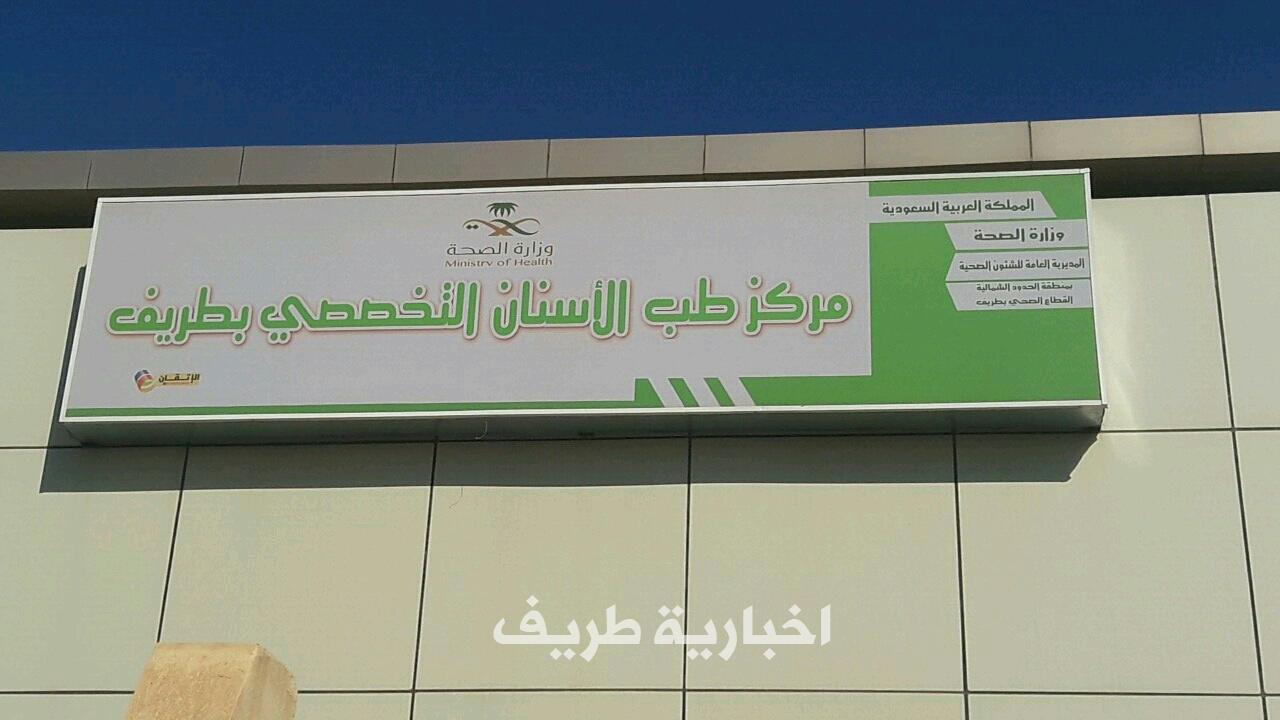 المملكة العربية السعودية
وزارة الصحة
المديرية العامة للشئون الصحية
بمنطقة الحدود الشمالية
القطاع الصحي بطريف
وزارة الصحة
Ministry of Health
مركز طب الأسنان التخصصي بطريف
الإتقان
اخبارية طريف